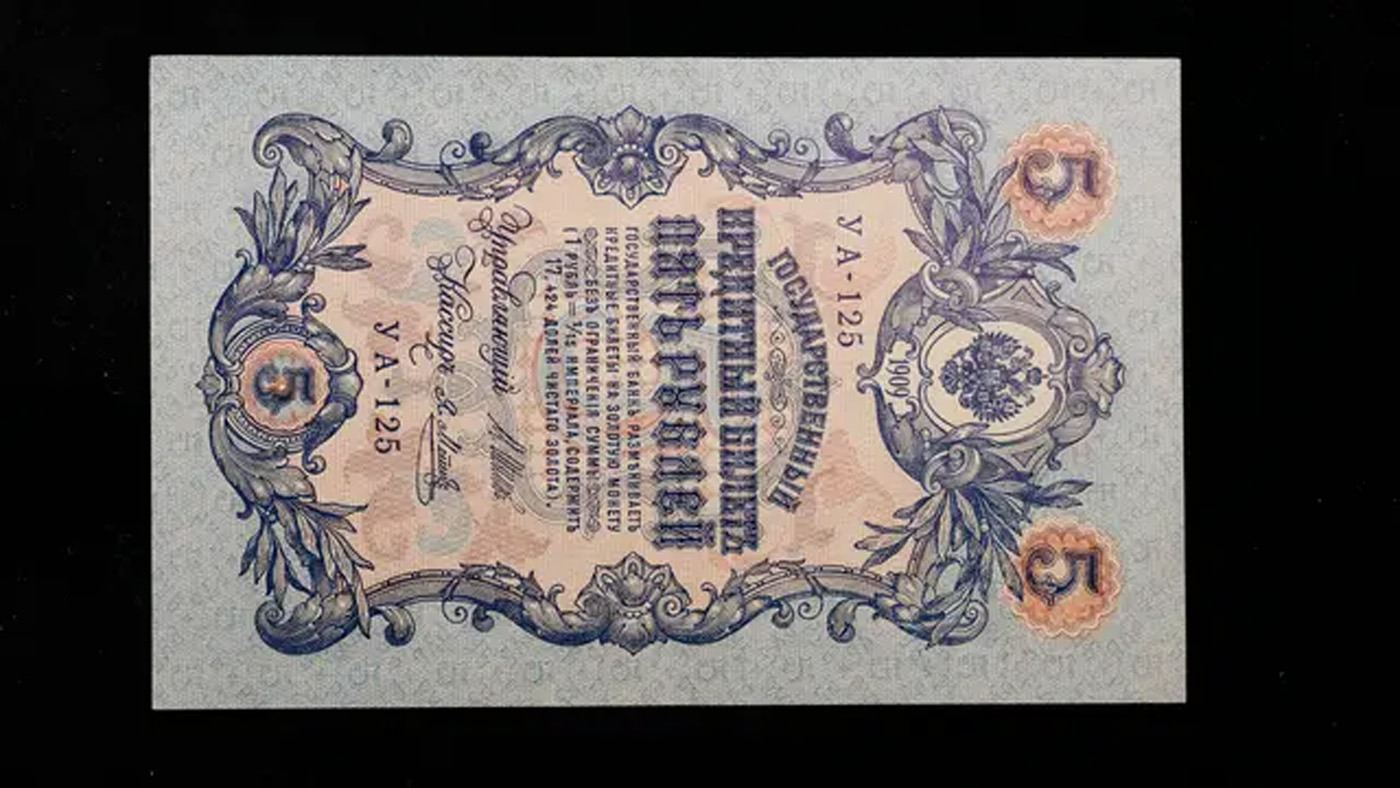 5 5
1909
УА-125
ГОСУДАРСТВЕННЫЙ
КРЕДИТНЫЙ БИЛЕТЪ
ПЯТЬ РУБЛЕЙ
ГОСУДАРСТВЕННЫЙ БАНКЪ РАЗМѢНИВАЕТЪ
КРЕДИТНЫЕ БИЛЕТЫ НА ЗОЛОТУЮ МОНЕТУ
БЕЗЪ ОГРАНИЧЕНІЯ СУММЫ
(1 РУБЛЬ = 1/15 ИМПЕРІАЛА, СОДЕРЖИТЪ
17,424 ДОЛЕЙ ЧИСТАГО ЗОЛОТА).
Управляющій
Кассиръ
УА-125
5